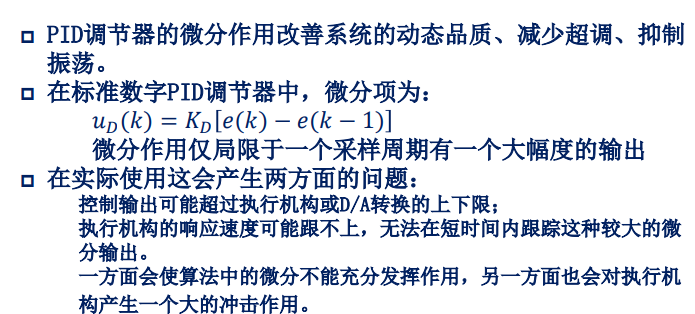 PID调节器的微分作用改善系统的动态品质、减少超调、抑制
振荡。
在标准数字PID调节器中，微分项为：
u_D(k) = K_D[e(k) − e(k − 1)]
微分作用仅局限于一个采样周期有一个大幅度的输出
在实际使用这会产生两方面的问题：
控制输出可能超过执行机构或D/A转换的上下限；
执行机构的响应速度可能跟不上，无法在短时间内跟踪这种较大的微
分输出。
一方面会使算法中的微分不能充分发挥作用，另一方面也会对执行机
构产生一个大的冲击作用。